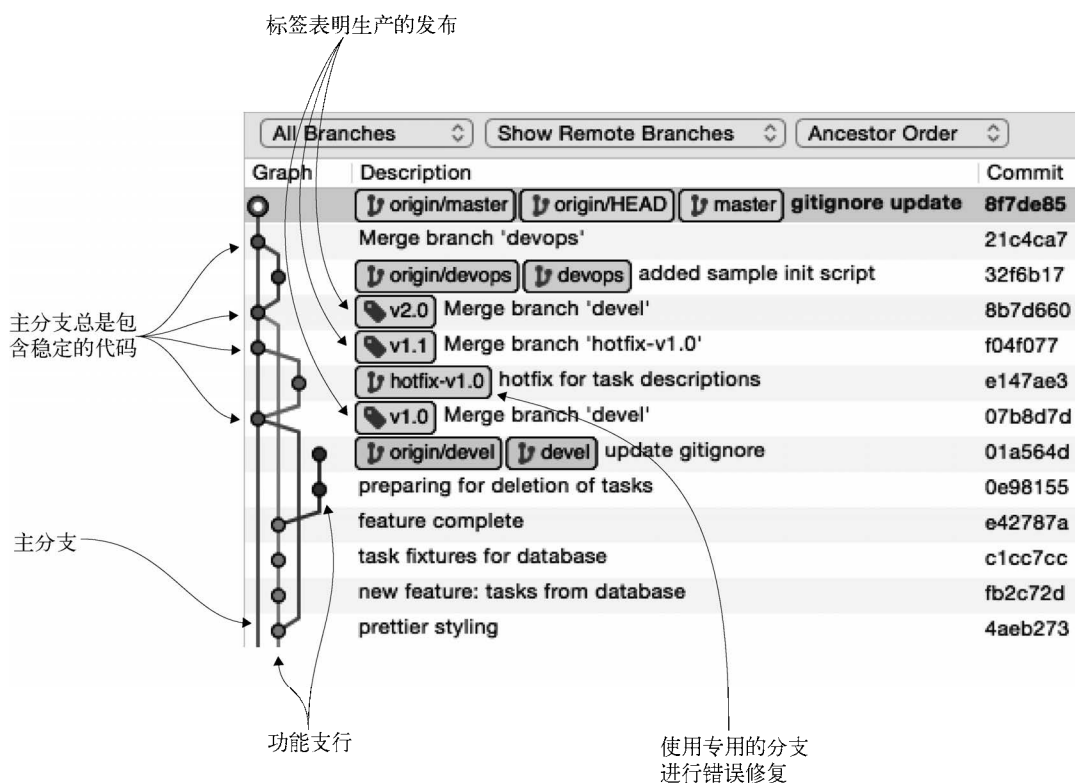 标签表明生产的发布
All Branches Show Remote Branches Ancestor Order
Graph Description Commit
origin/master origin/HEAD master gitignore update 8f7de85
Merge branch 'devops' 21c4ca7
origin/devops devops added sample init script 32f6b17
v2.0 Merge branch 'devel' 8b7d660
主分支总是包
含稳定的代码
v1.1 Merge branch 'hotfix-v1.0' f04f077
hotfix-v1.0 hotfix for task descriptions e147ae3
v1.0 Merge branch 'devel' 07b8d7d
origin/devel devel update gitignore 01a564d
preparing for deletion of tasks 0e98155
feature complete e42787a
主分支
task fixtures for database c1cc7cc
new feature: tasks from database fb2c72d
prettier styling 4aeb273
功能支行
使用专用的分支
进行错误修复